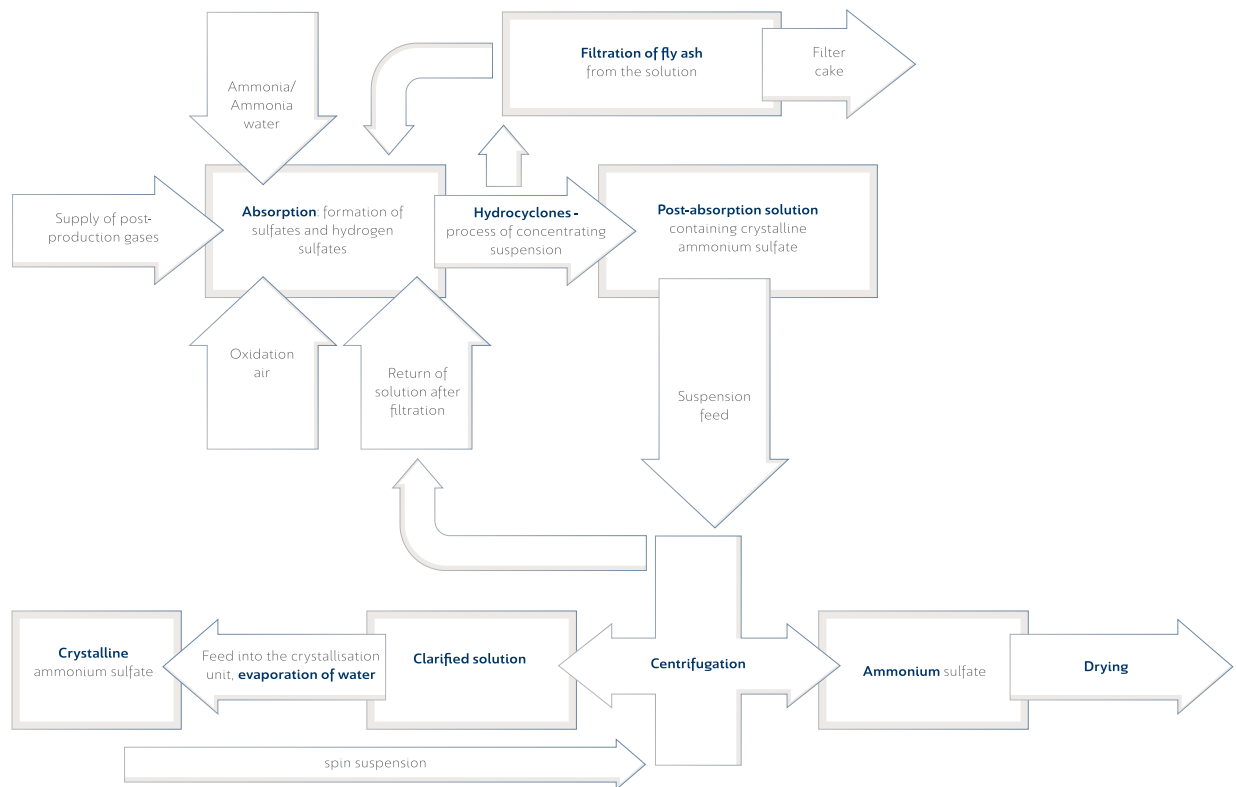 Filtration of fly ash
from the solution
Filter
cake
Ammonia/
Ammonia
water
Supply of post-
production gases
Absorption: formation of
sulfates and hydrogen
sulfates
Hydrocyclones -
process of concentrating
suspension
Post-absorption solution
containing crystalline
ammonium sulfate
Oxidation
air
Return of
solution after
filtration
Suspension
feed
Crystalline
ammonium sulfate
Feed into the crystallisation
unit, evaporation of water
Clarified solution
Centrifugation
Ammonium sulfate
Drying
spin suspension